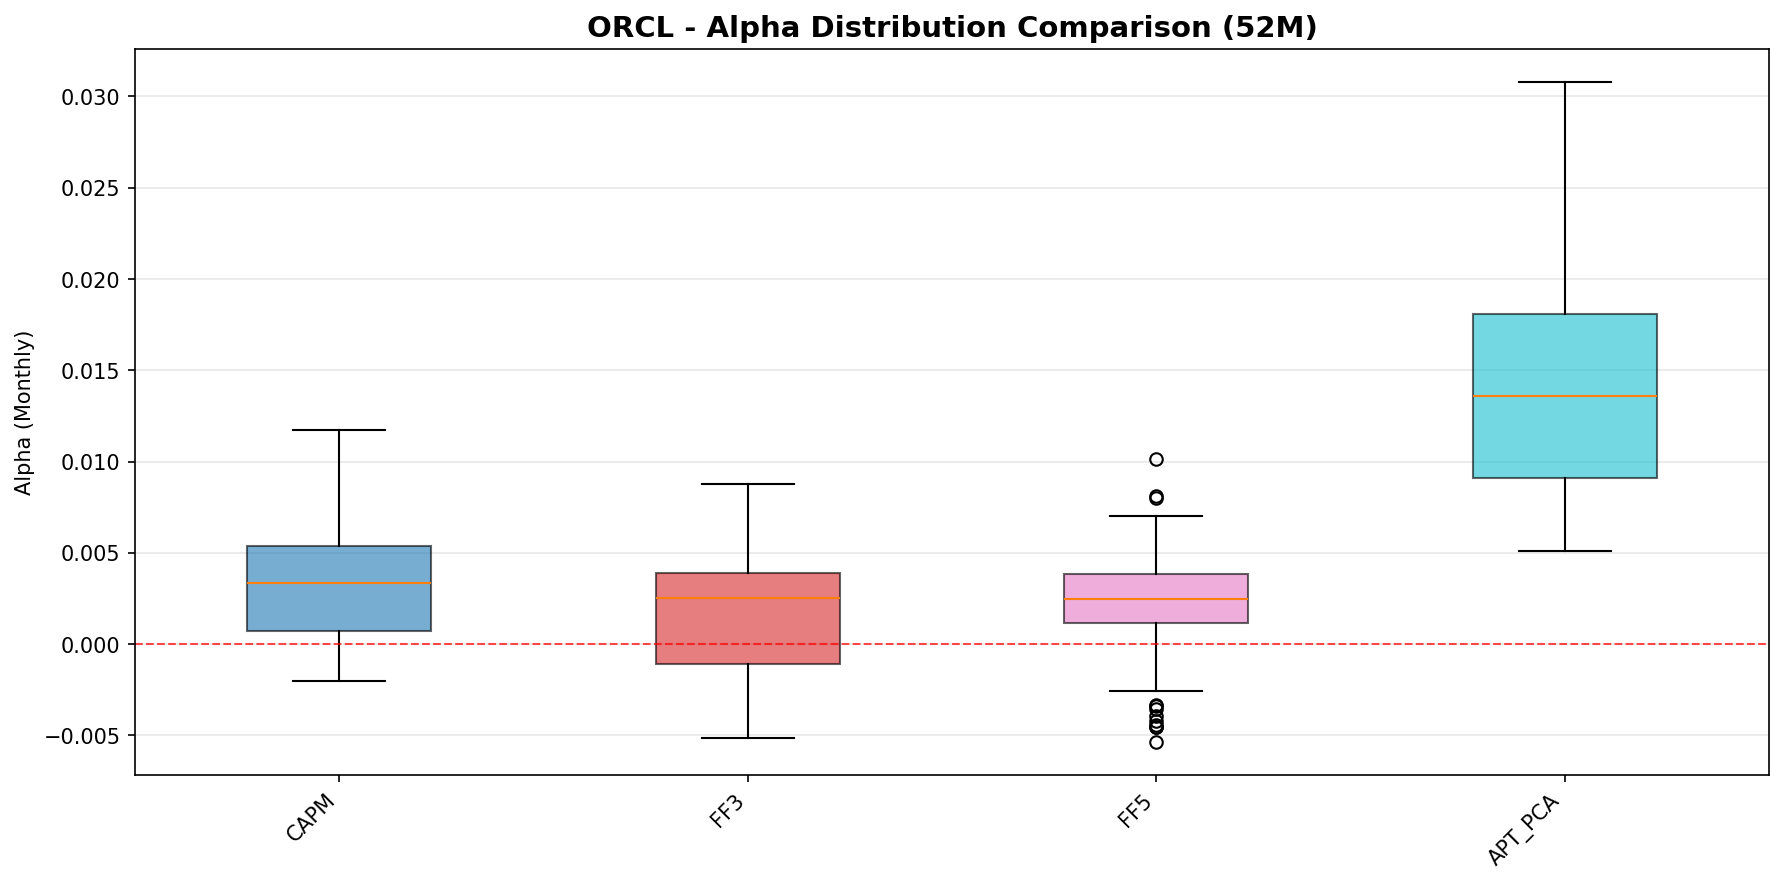 ORCL - Alpha Distribution Comparison (52M)
Alpha (Monthly)
0.030
0.025
0.020
0.015
0.010
0.005
0.000
−0.005
CAPM
FF3
FF5
APT_PCA